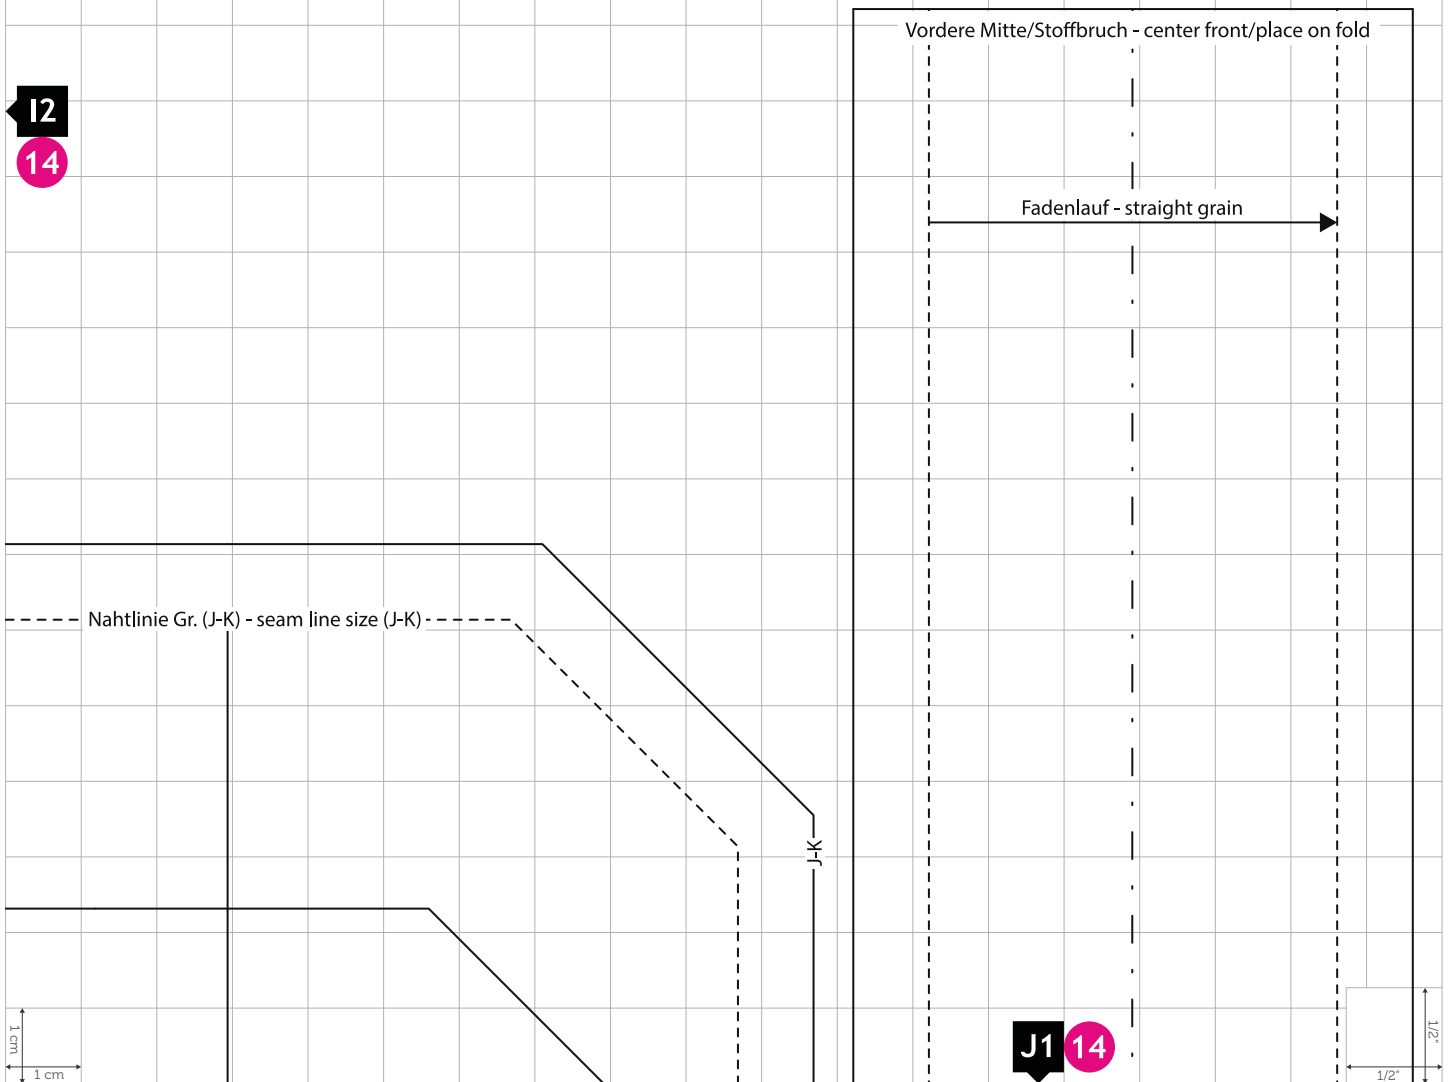 Vordere Mitte/Stoffbruch - center front/place on fold
I2
14
Fadenlauf - straight grain
Nahtlinie Gr. (J-K) - seam line size (J-K)
J-K
J1 14
1 cm
1 cm
1/2"
1/2"